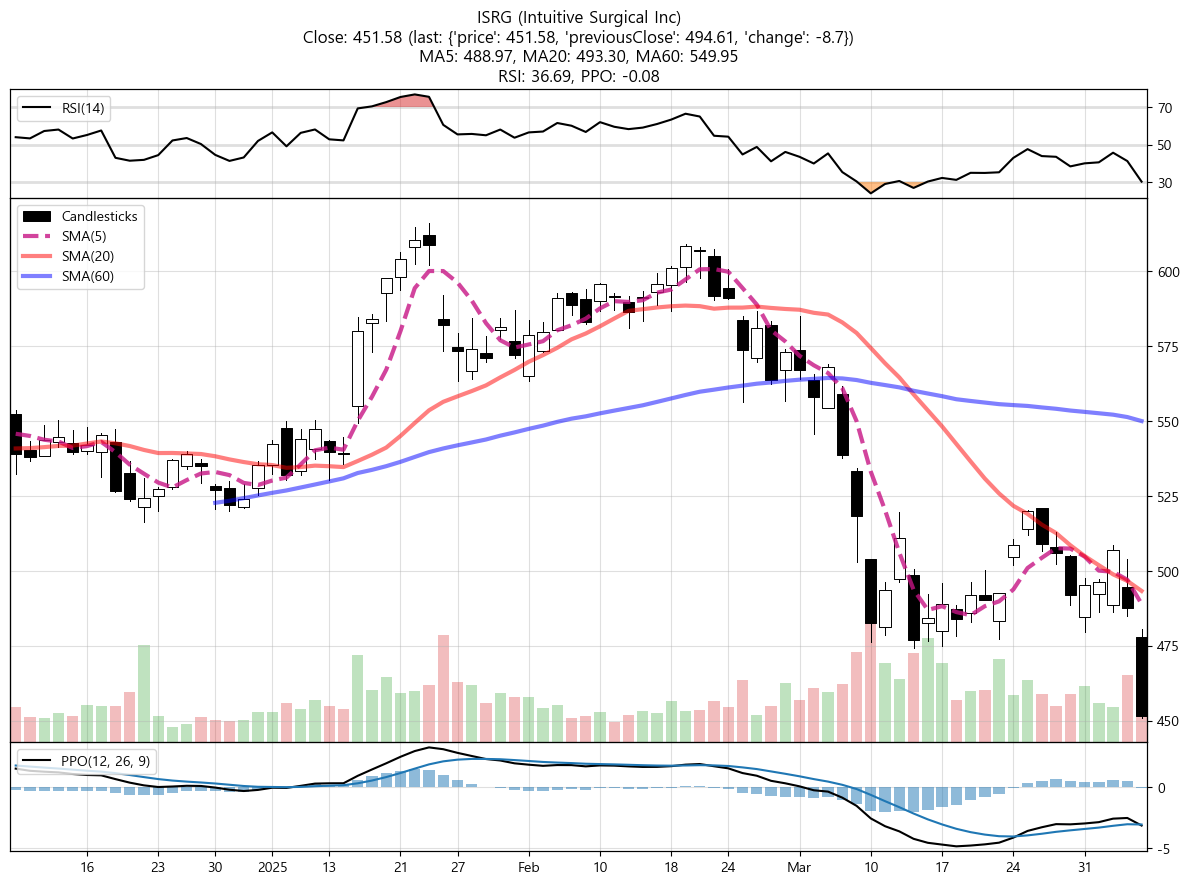 ISRG (Intuitive Surgical Inc)
Close: 451.58 (last: {'price': 451.58, 'previousClose': 494.61, 'change': -8.7})
MA5: 488.97, MA20: 493.30, MA60: 549.95
RSI: 36.69, PPO: -0.08
RSI(14)
70
50
30
Candlesticks
SMA(5)
SMA(20)
SMA(60)
600
575
550
525
500
475
450
PPO(12, 26, 9)
0
-5
16 23 30 2025 13 21 27 Feb 10 18 24 Mar 10 17 24 31